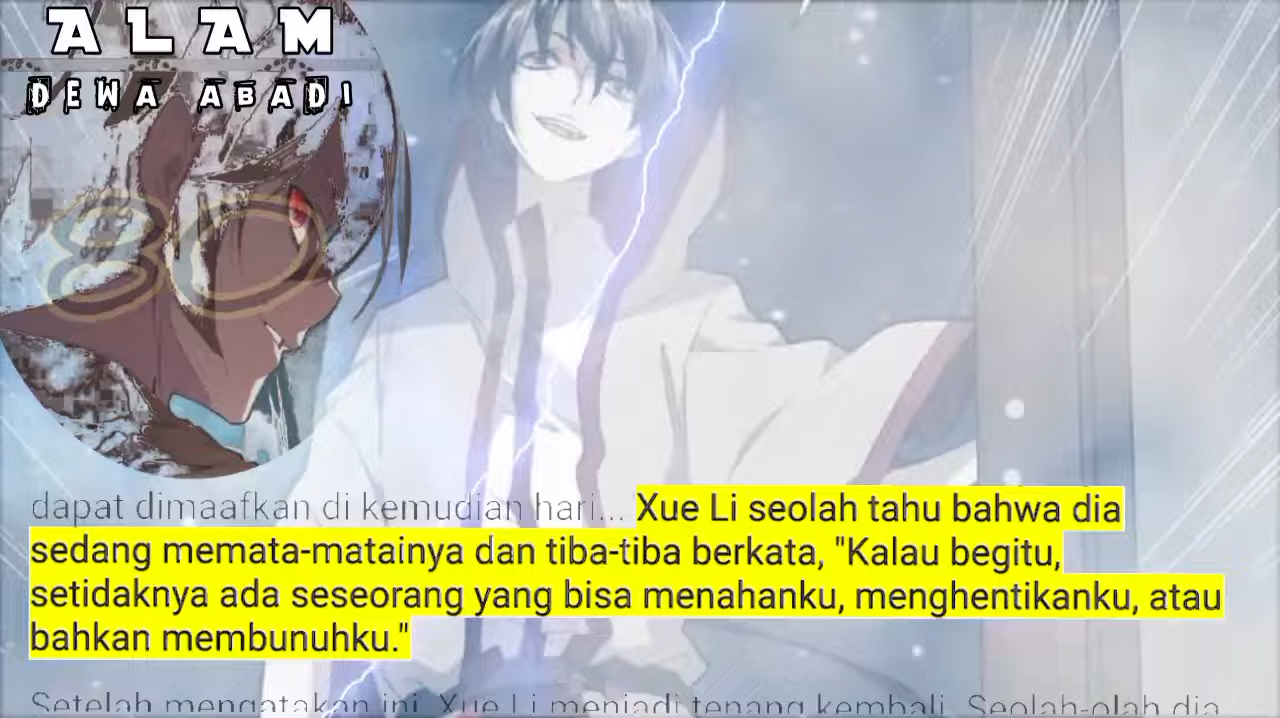 ALAM
DEWA ABADI
80
dapat dimaafkan di kemudian hari... Xue Li seolah tahu bahwa dia
sedang memata-matainya dan tiba-tiba berkata, "Kalau begitu,
setidaknya ada seseorang yang bisa menahanku, menghentikanku, atau
bahkan membunuhku."
Setelah mengatakan ini, Xue Li menjadi tenang kembali. Seolah-olah dia